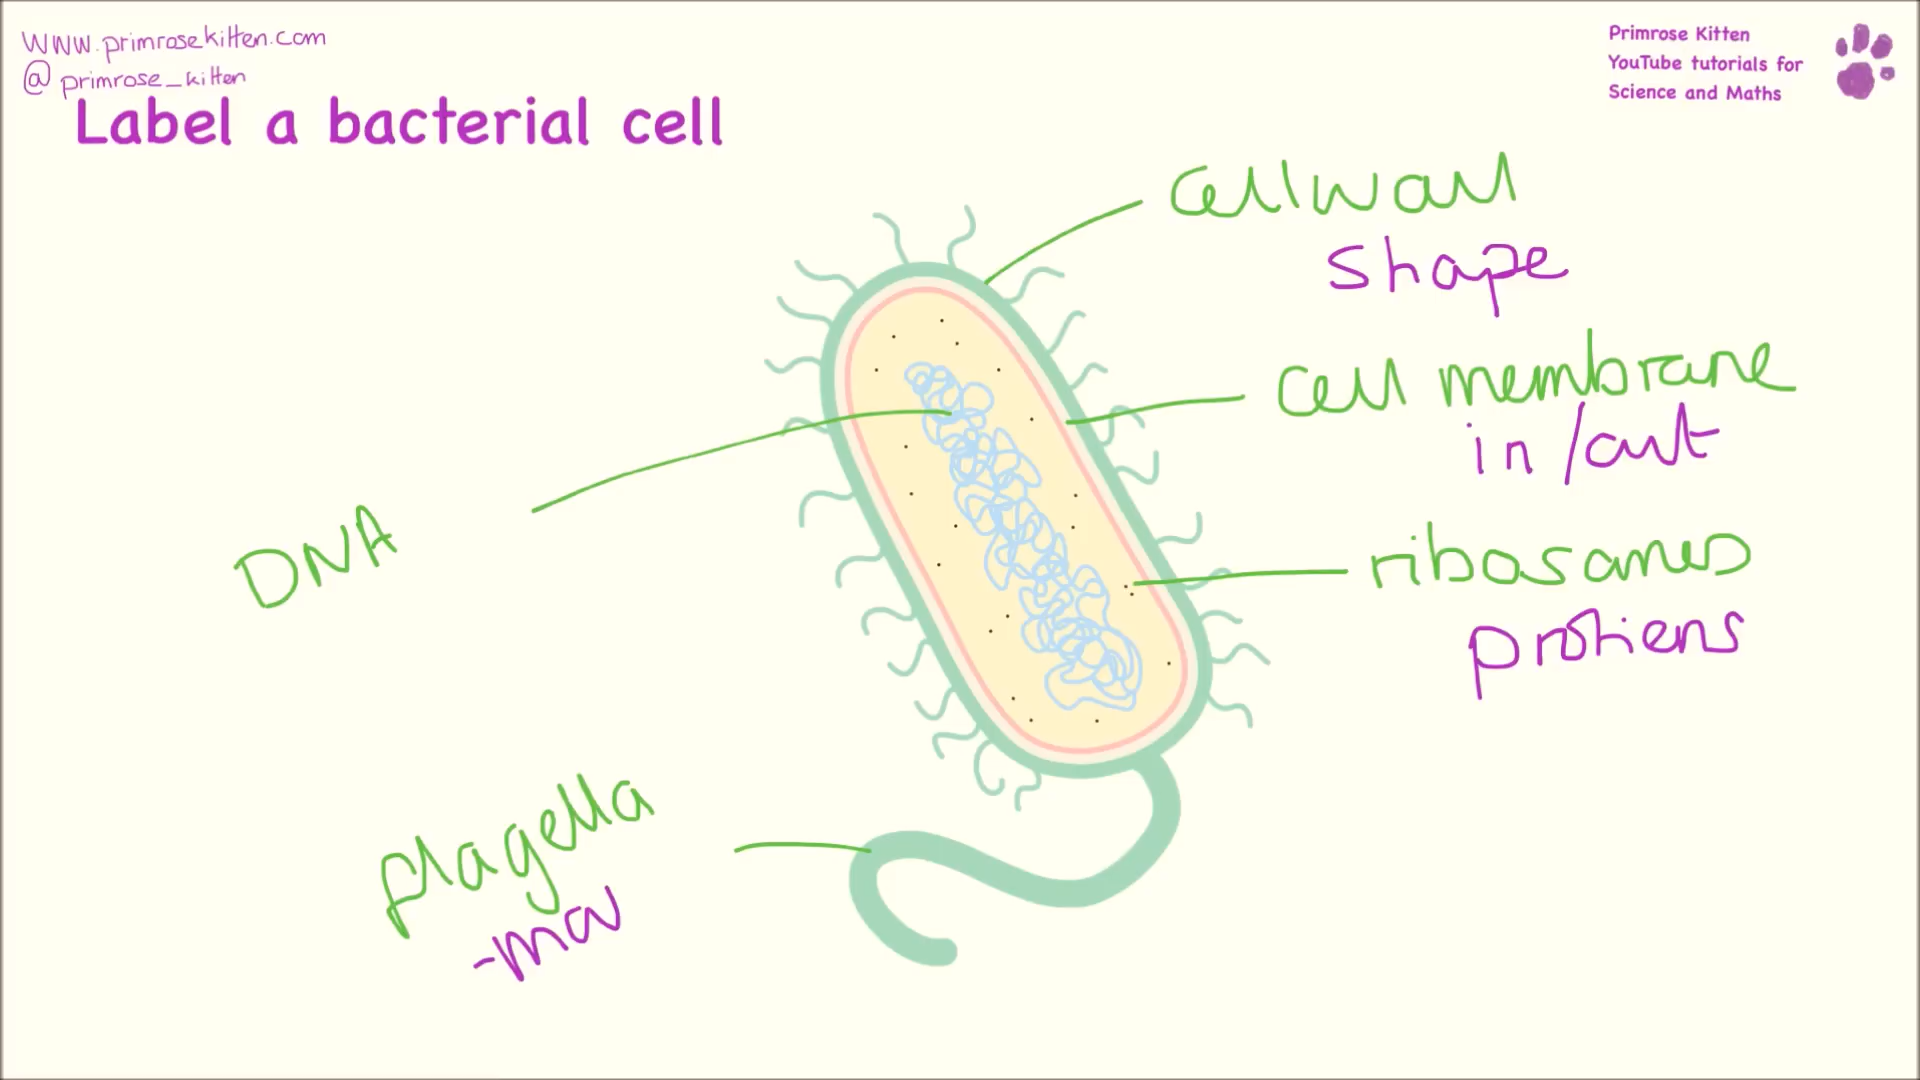 www.primrosekitten.com
@primrose_kitten
Primrose Kitten
YouTube tutorials for
Science and Maths
Label a bacterial cell
cell wall
shape
cell membrane
in/out
ribosomes
protiens
DNA
flagella
-mov